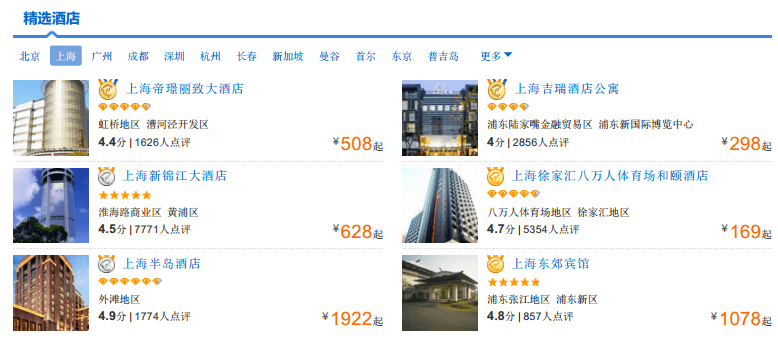 精选酒店
北京 上海 广州 成都 深圳 杭州 长春 新加坡 曼谷 首尔 东京 普吉岛 更多
上海帝璟丽致大酒店
虹桥地区 漕河泾开发区
4.4分 | 1626人点评
¥508起
上海吉瑞酒店公寓
浦东陆家嘴金融贸易区 浦东新国际博览中心
4分 | 2856人点评
¥298起
上海新锦江大酒店
淮海路商业区 黄浦区
4.5分 | 7771人点评
¥628起
上海徐家汇八万人体育场和颐酒店
八万人体育场地区 徐家汇地区
4.7分 | 5354人点评
¥169起
上海半岛酒店
外滩地区
4.9分 | 1774人点评
¥1922起
上海东郊宾馆
浦东张江地区 浦东新区
4.8分 | 857人点评
¥1078起